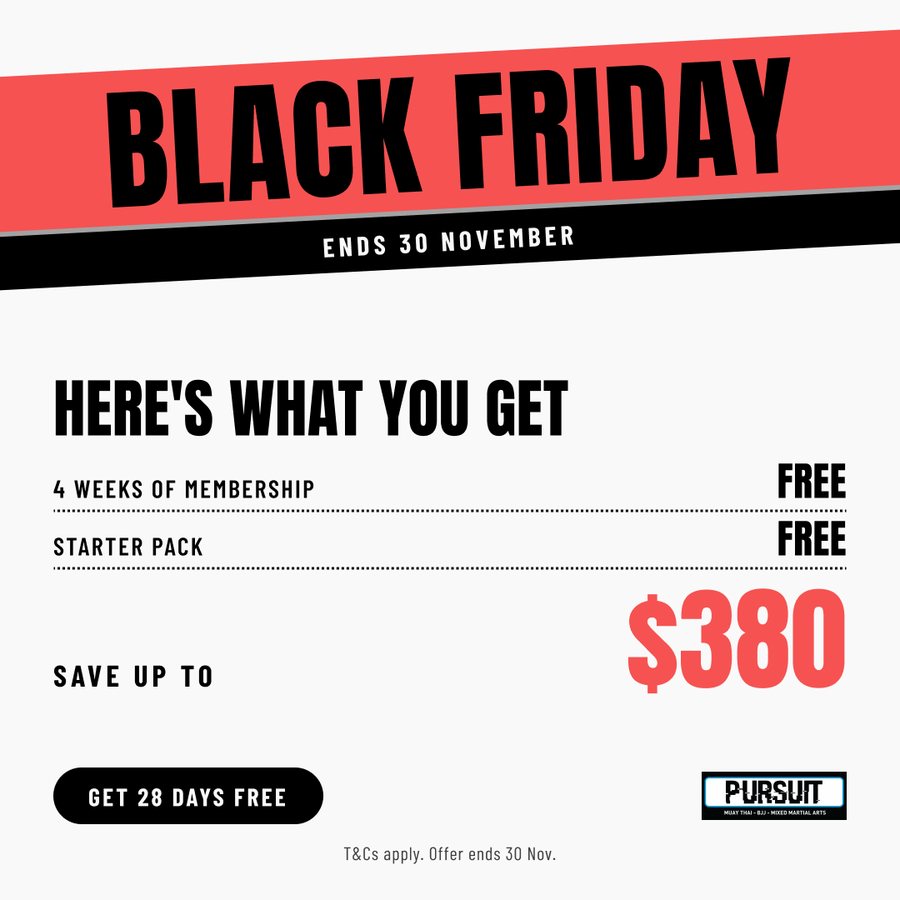 BLACK FRIDAY
ENDS 30 NOVEMBER
HERE'S WHAT YOU GET
4 WEEKS OF MEMBERSHIP FREE
STARTER PACK FREE
SAVE UP TO $380
GET 28 DAYS FREE
PURSUIT
MUAY THAI - BJJ - MIXED MARTIAL ARTS
T&Cs apply. Offer ends 30 Nov.